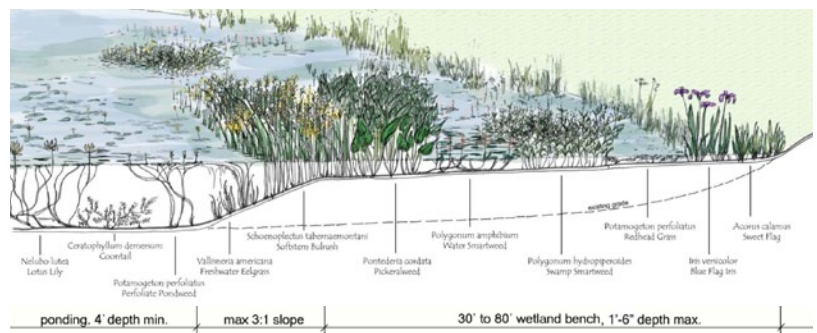 existing grade
Nelubo lutea
Lotus Lily
Ceratophyllum demersum
Coontail
Potamogeton perfoliatus
Perfoliate Pondweed
Vallisneria americana
Freshwater Eelgrass
Schoenoplectus tabernaemontani
Softstem Bulrush
Pontederia cordata
Pickeralweed
Polygonum amphibium
Water Smartweed
Polygonum hydropiperoides
Swamp Smartweed
Potamogeton perfoliatus
Redhead Grass
Iris versicolor
Blue Flag Iris
Acorus calamus
Sweet Flag
ponding. 4' depth min.
max 3:1 slope
30' to 80' wetland bench, 1'-6" depth max.